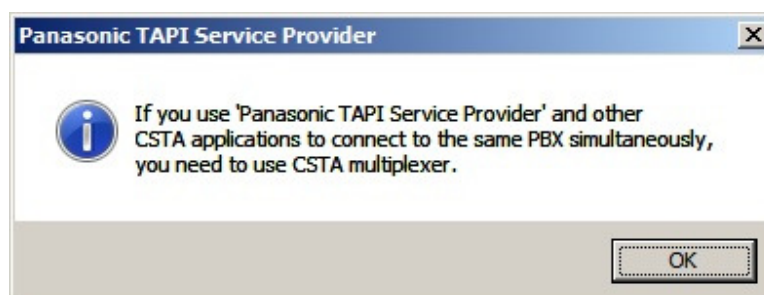 Panasonic TAPI Service Provider
If you use 'Panasonic TAPI Service Provider' and other
CSTA applications to connect to the same PBX simultaneously,
you need to use CSTA multiplexer.
OK